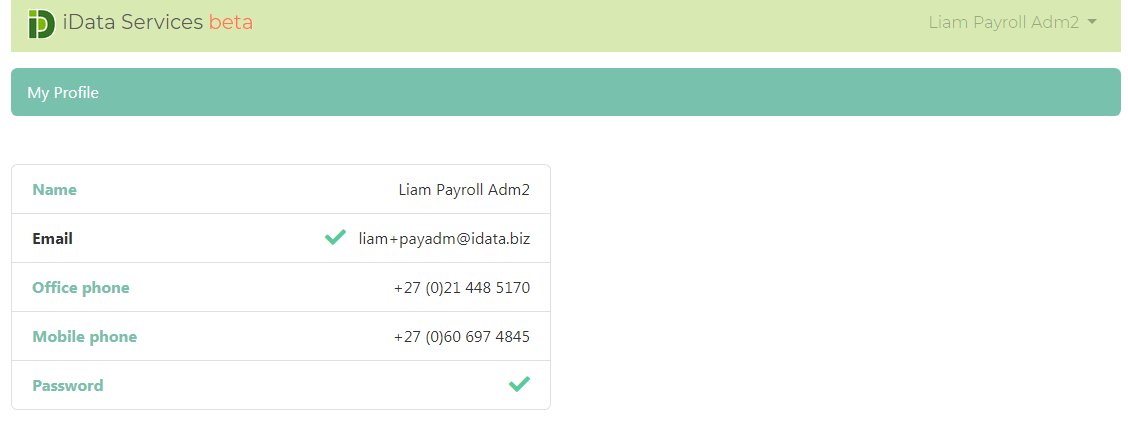 iD iData Services beta
Liam Payroll Adm2
My Profile
Name Liam Payroll Adm2
Email liam+payadm@idata.biz
Office phone +27 (0)21 448 5170
Mobile phone +27 (0)60 697 4845
Password